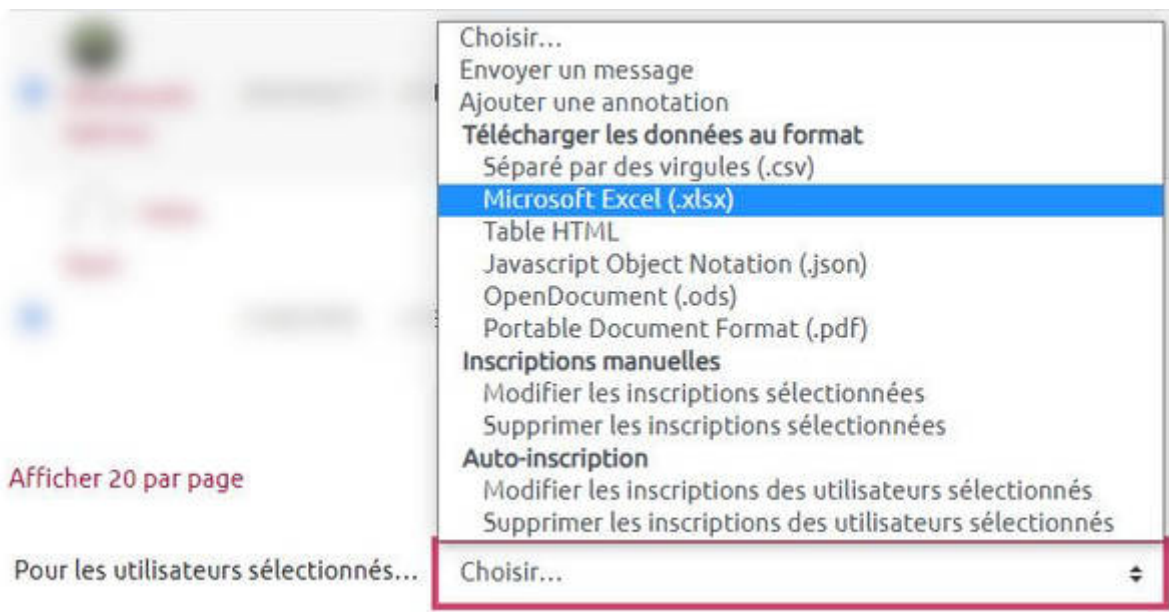 Choisir...
Envoyer un message
Ajouter une annotation
Télécharger les données au format
Séparé par des virgules (.csv)
Microsoft Excel (.xlsx)
Table HTML
Javascript Object Notation (.json)
OpenDocument (.ods)
Portable Document Format (.pdf)
Inscriptions manuelles
Modifier les inscriptions sélectionnées
Supprimer les inscriptions sélectionnées
Auto-inscription
Modifier les inscriptions des utilisateurs sélectionnés
Supprimer les inscriptions des utilisateurs sélectionnés
Afficher 20 par page
Pour les utilisateurs sélectionnés... Choisir...